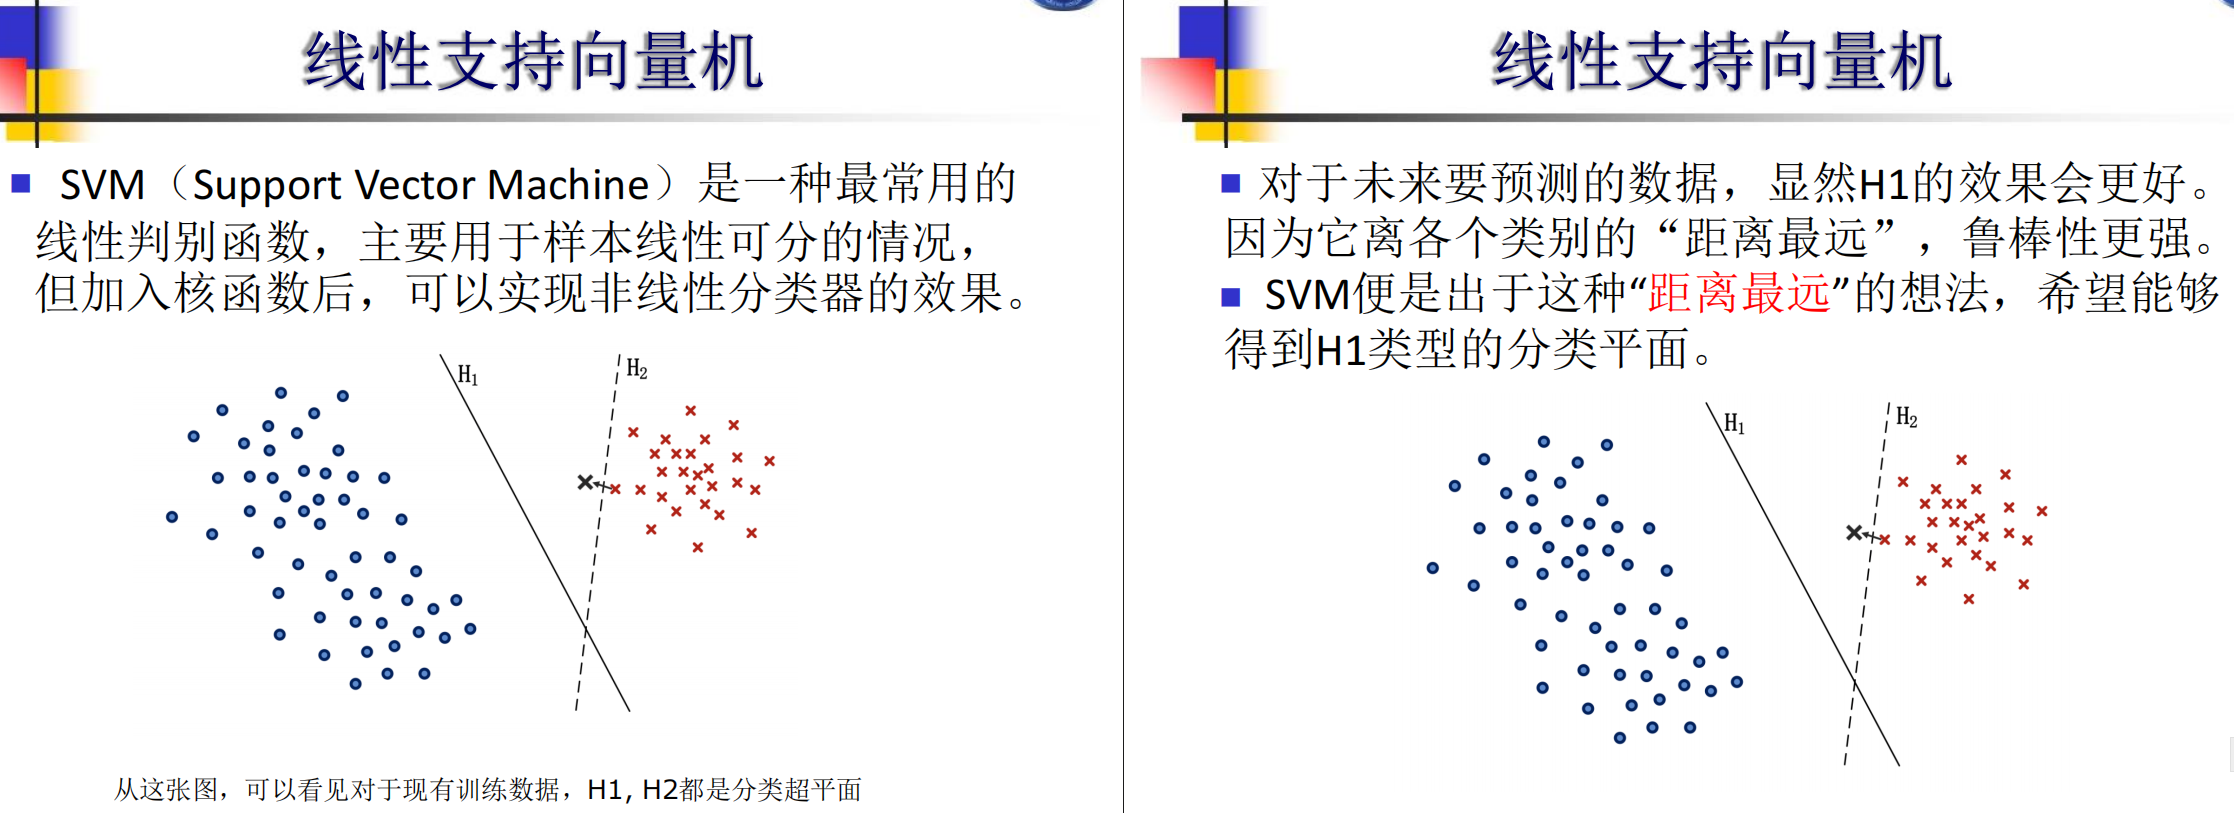 线性支持向量机
SVM（Support Vector Machine）是一种最常用的
线性判别函数，主要用于样本线性可分的情况，
但加入核函数后，可以实现非线性分类器的效果。
H1
H2
从这张图，可以看见对于现有训练数据，H1, H2都是分类超平面
线性支持向量机
对于未来要预测的数据，显然H1的效果会更好。
因为它离各个类别的“距离最远”，鲁棒性更强。
SVM便是出于这种“距离最远”的想法，希望能够
得到H1类型的分类平面。
H1
H2